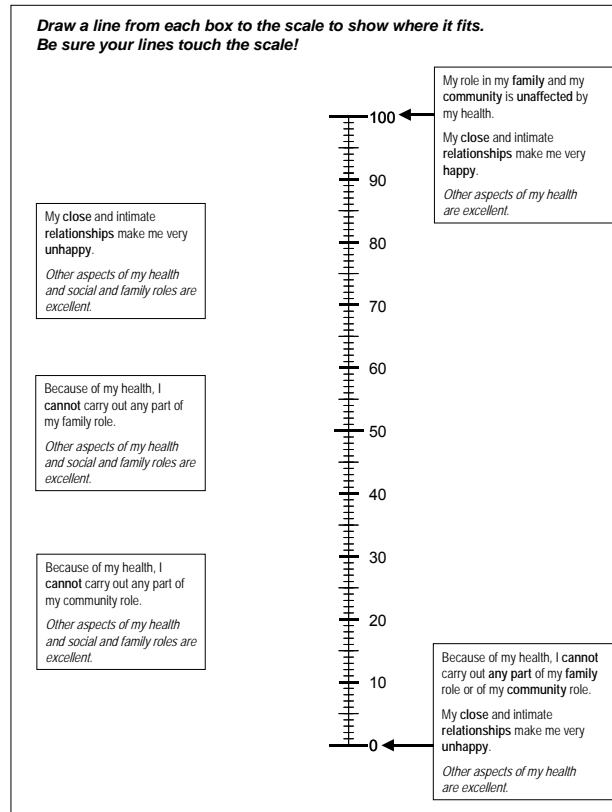 Draw a line from each box to the scale to show where it fits.
Be sure your lines touch the scale!
My role in my family and my
community is unaffected by
my health.
My close and intimate
relationships make me very
happy.
Other aspects of my health
are excellent.
My close and intimate
relationships make me very
unhappy.
Other aspects of my health
and social and family roles are
excellent.
Because of my health, I
cannot carry out any part of
my family role.
Other aspects of my health
and social and family roles are
excellent.
Because of my health, I
cannot carry out any part of
my community role.
Other aspects of my health
and social and family roles are
excellent.
100
90
80
70
60
50
40
30
20
10
0
Because of my health, I cannot
carry out any part of my family
role or of my community role.
My close and intimate
relationships make me very
unhappy.
Other aspects of my health
are excellent.